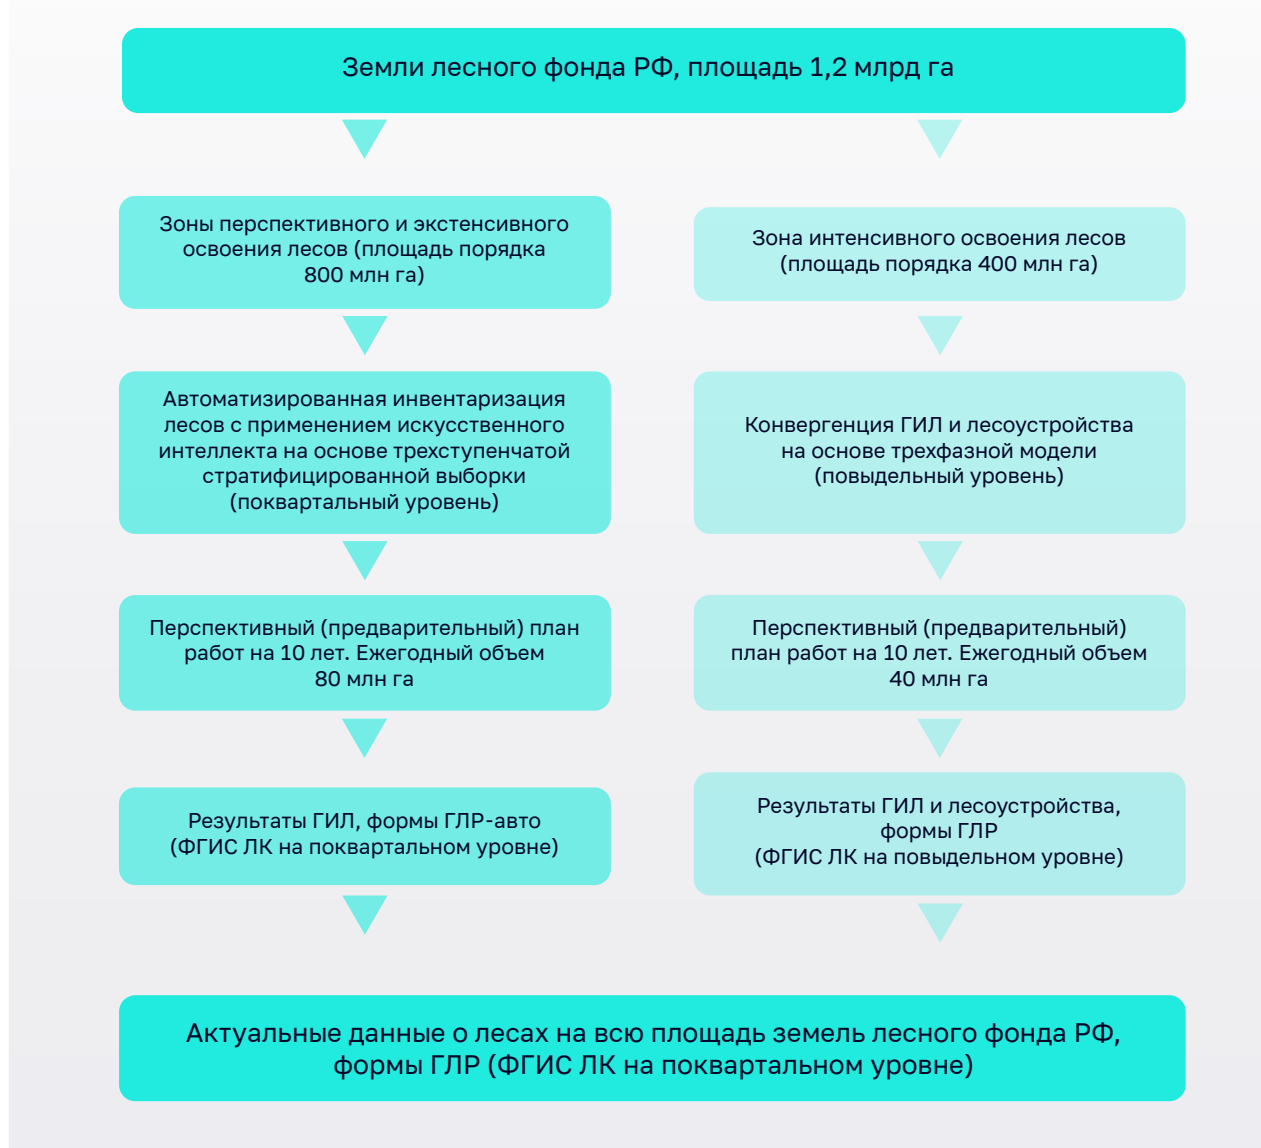 Земли лесного фонда РФ, площадь 1,2 млрд га
Зоны перспективного и экстенсивного
освоения лесов (площадь порядка
800 млн га)
Автоматизированная инвентаризация
лесов с применением искусственного
интеллекта на основе трехступенчатой
стратифицированной выборки
(поквартальный уровень)
Перспективный (предварительный) план
работ на 10 лет. Ежегодный объем
80 млн га
Результаты ГИЛ, формы ГЛР-авто
(ФГИС ЛК на поквартальном уровне)
Зона интенсивного освоения лесов
(площадь порядка 400 млн га)
Конвергенция ГИЛ и лесоустройства
на основе трехфазной модели
(повыдельный уровень)
Перспективный (предварительный)
план работ на 10 лет. Ежегодный объем
40 млн га
Результаты ГИЛ и лесоустройства,
формы ГЛР
(ФГИС ЛК на повыдельном уровне)
Актуальные данные о лесах на всю площадь земель лесного фонда РФ,
формы ГЛР (ФГИС ЛК на поквартальном уровне)